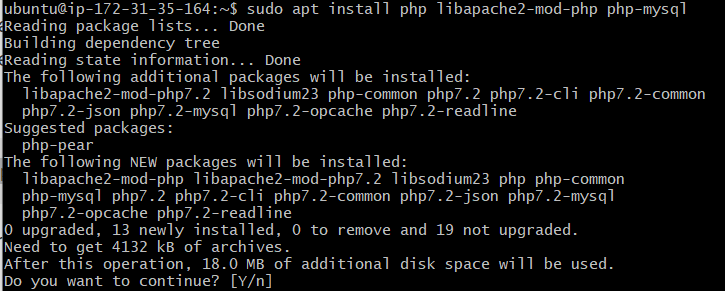 ubuntu@ip-172-31-35-164:~$ sudo apt install php libapache2-mod-php php-mysql
Reading package lists... Done
Building dependency tree
Reading state information... Done
The following additional packages will be installed:
  libapache2-mod-php7.2 libsodium23 php-common php7.2 php7.2-cli php7.2-common
  php7.2-json php7.2-mysql php7.2-opcache php7.2-readline
Suggested packages:
  php-pear
The following NEW packages will be installed:
  libapache2-mod-php libapache2-mod-php7.2 libsodium23 php php-common
  php-mysql php7.2 php7.2-cli php7.2-common php7.2-json php7.2-mysql
  php7.2-opcache php7.2-readline
0 upgraded, 13 newly installed, 0 to remove and 19 not upgraded.
Need to get 4132 kB of archives.
After this operation, 18.0 MB of additional disk space will be used.
Do you want to continue? [Y/n]